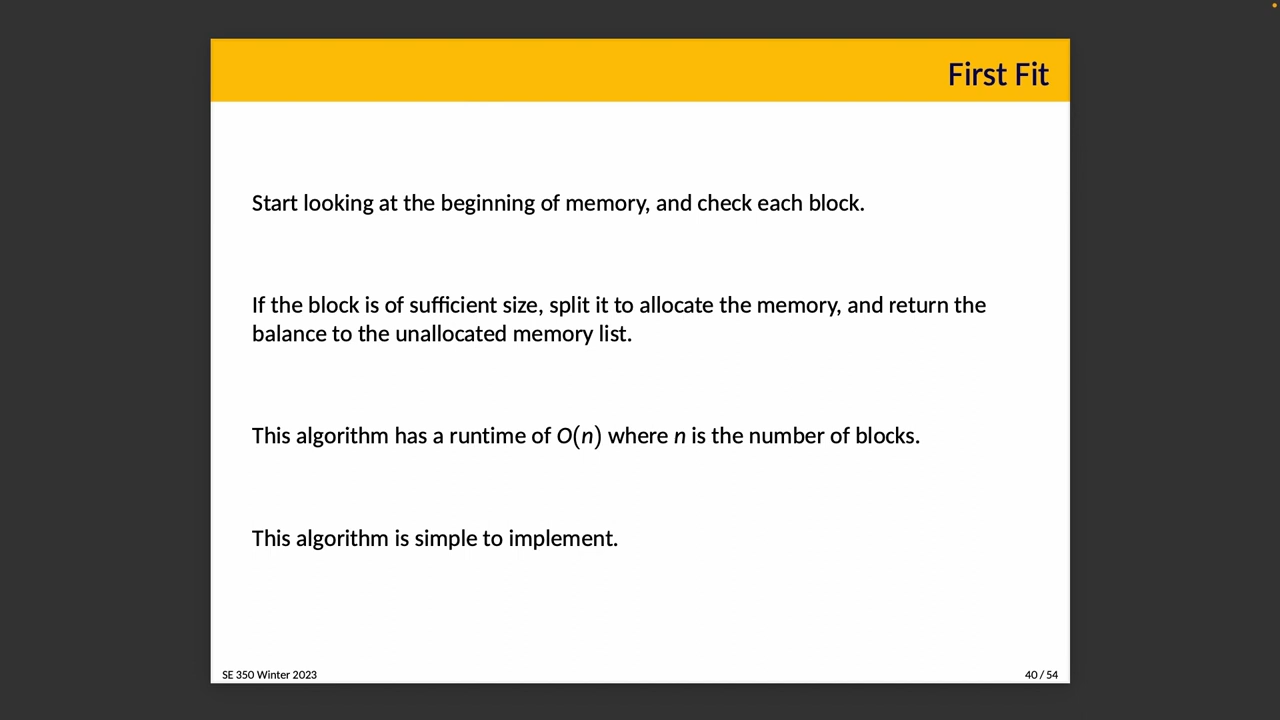 First Fit
Start looking at the beginning of memory, and check each block.
If the block is of sufficient size, split it to allocate the memory, and return the
balance to the unallocated memory list.
This algorithm has a runtime of O(n) where n is the number of blocks.
This algorithm is simple to implement.
SE 350 Winter 2023
40 / 54